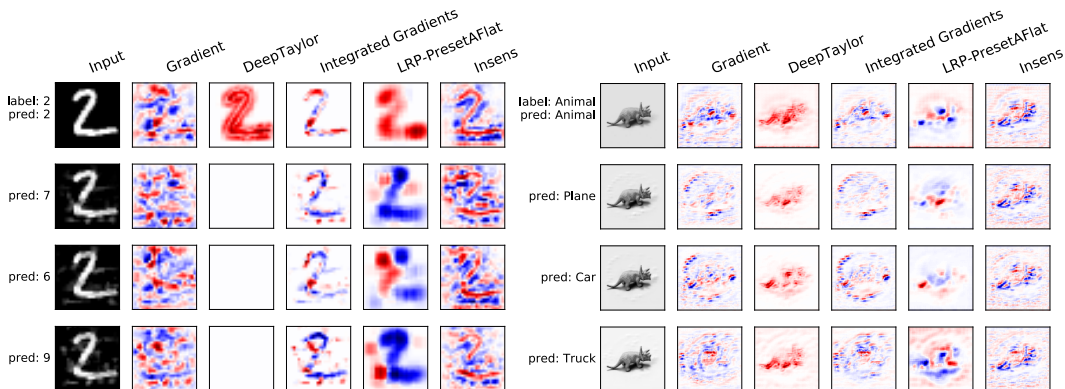 Input Gradient DeepTaylor Integrated Gradients LRP-PresetAFlat Insens
label: 2
pred: 2
pred: 7
pred: 6
pred: 9
Input Gradient DeepTaylor Integrated Gradients LRP-PresetAFlat Insens
label: Animal
pred: Animal
pred: Plane
pred: Car
pred: Truck